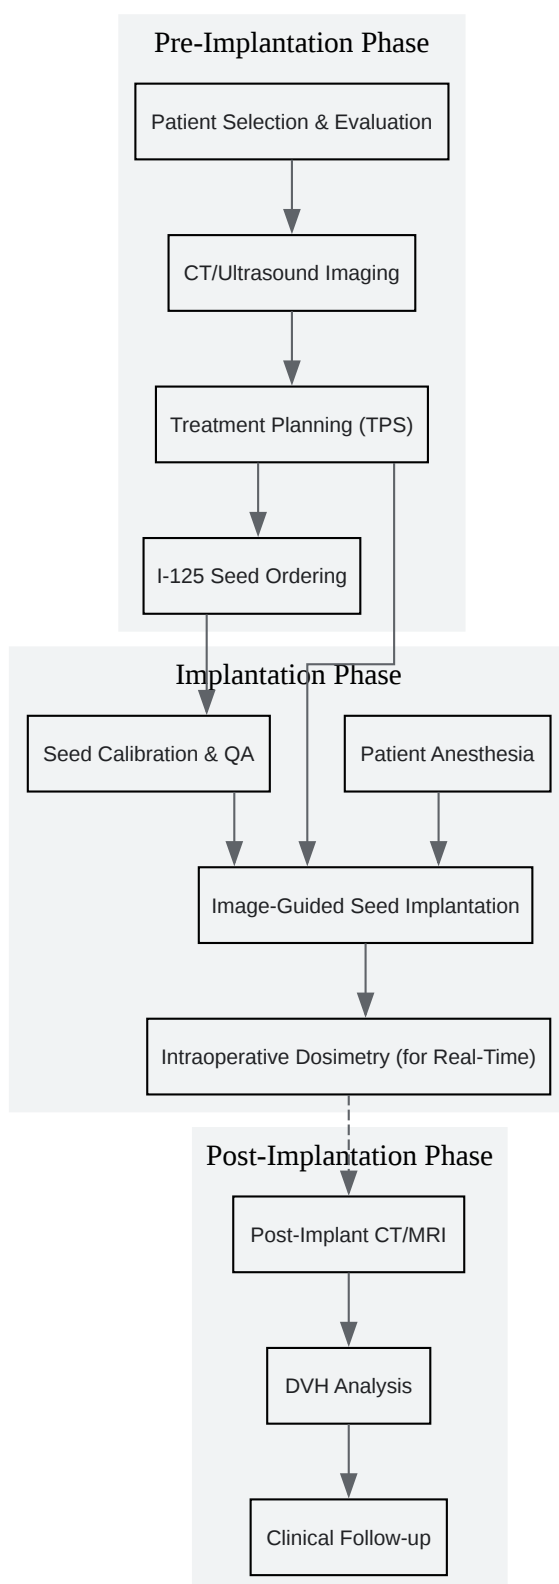 Pre-Implantation Phase
Patient Selection & Evaluation
CT/Ultrasound Imaging
Treatment Planning (TPS)
I-125 Seed Ordering
Implantation Phase
Seed Calibration & QA
Patient Anesthesia
Image-Guided Seed Implantation
Intraoperative Dosimetry (for Real-Time)
Post-Implantation Phase
Post-Implant CT/MRI
DVH Analysis
Clinical Follow-up